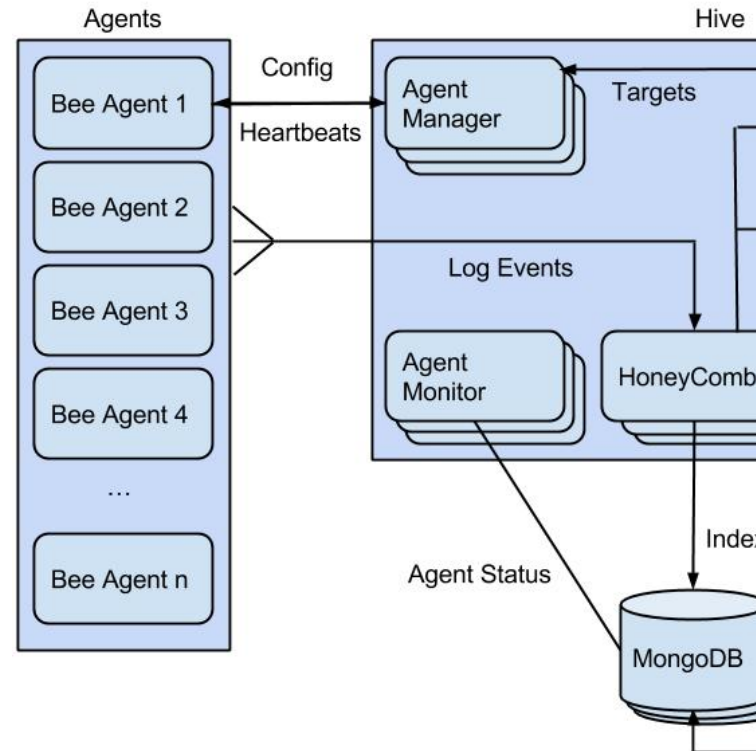 Agents
Hive
Bee Agent 1
Config
Heartbeats
Agent
Manager
Targets
Bee Agent 2
Log Events
Bee Agent 3
Agent
Monitor
HoneyComb
Bee Agent 4
...
Agent Status
Bee Agent n
MongoDB